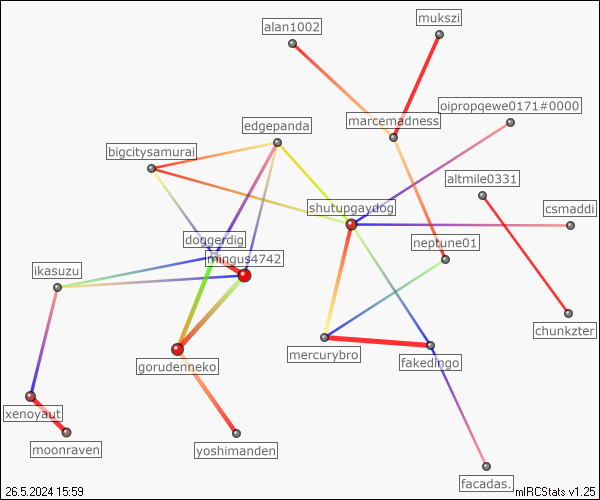 mukszi
alan1002
oipropqewe0171#0000
marcemadness
edgepanda
bigcitysamurai
altmile0331
shutupgaydog
csmaddi
doggerdig
neptune01
mingus4742
ikasuzu
chunkzter
mercurybro
fakedingo
gorudenneko
xenoyaut
moonraven
yoshimanden
facadas.
26.5.2024 15:59
mIRCStats v1.25